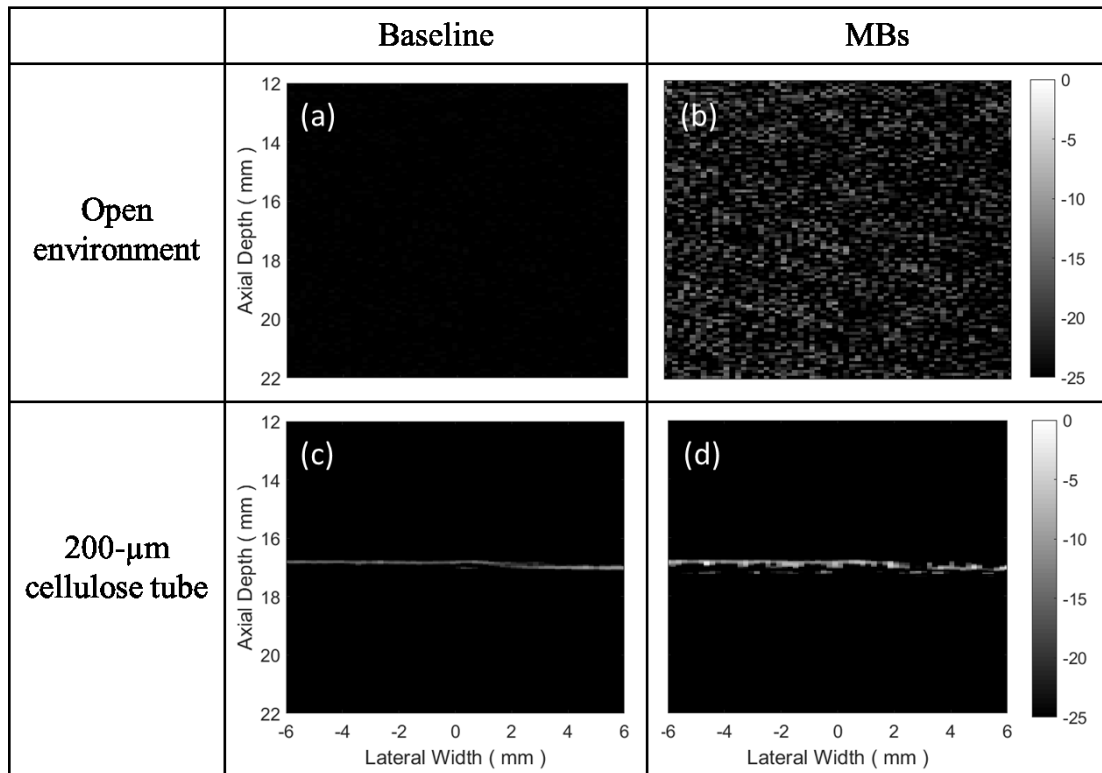 Baseline
MBs
Open
environment
(a)
12
14
16
18
20
22
Axial Depth ( mm )
(b)
0
-5
-10
-15
-20
-25
200-µm
cellulose tube
(c)
12
14
16
18
20
22
Axial Depth ( mm )
-6
-4
-2
0
2
4
6
Lateral Width ( mm )
(d)
-6
-4
-2
0
2
4
6
Lateral Width ( mm )
0
-5
-10
-15
-20
-25